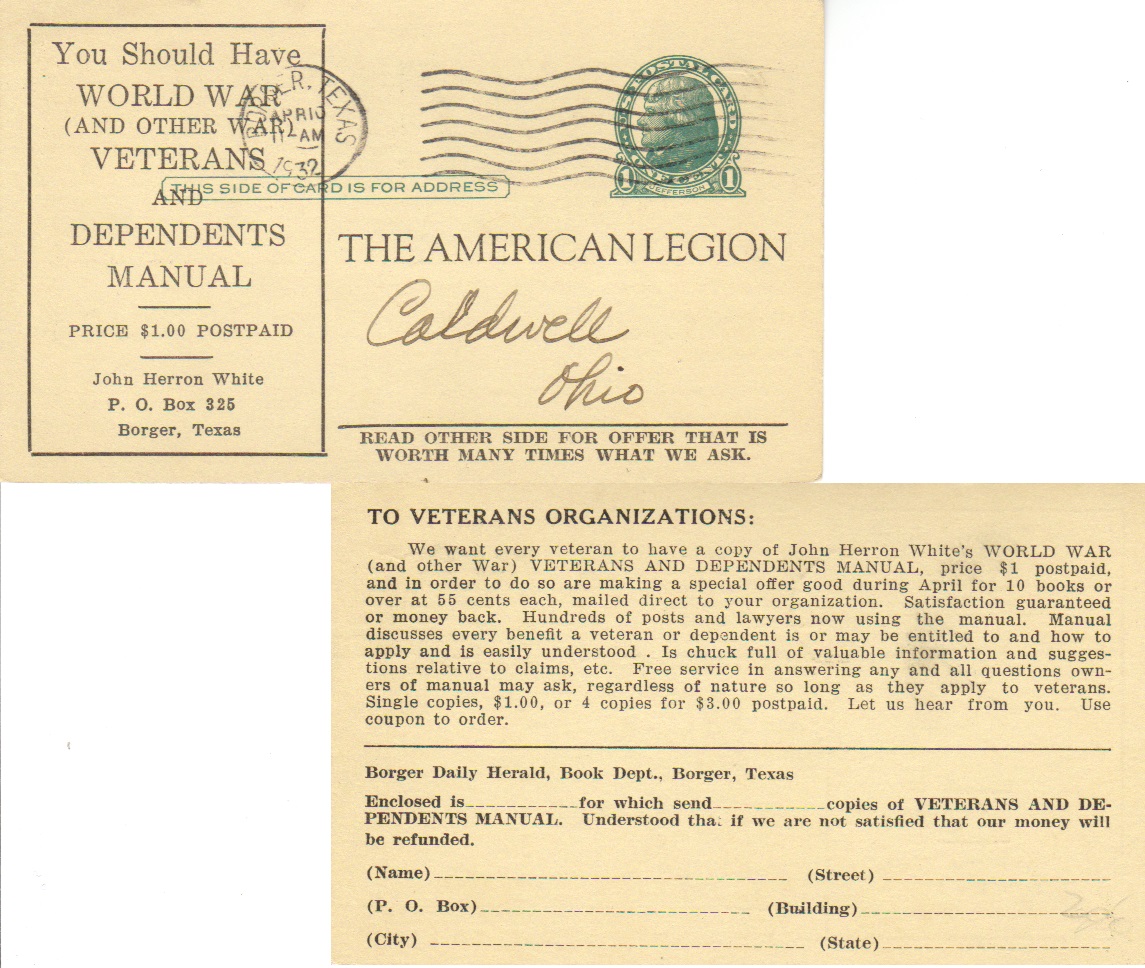 You Should Have
WORLD WAR
(AND OTHER WAR)
VETERANS
AND
DEPENDENTS
MANUAL
PRICE $1.00 POSTPAID
John Herron White
P. O. Box 325
Borger, Texas
BORGER, TEXAS
APR 10
11 AM
1932
THIS SIDE OF CARD IS FOR ADDRESS
U.S. POSTAL CARD
ONE CENT
1 JEFFERSON 1
THE AMERICAN LEGION
Caldwell
Ohio
READ OTHER SIDE FOR OFFER THAT IS
WORTH MANY TIMES WHAT WE ASK.
TO VETERANS ORGANIZATIONS:
We want every veteran to have a copy of John Herron White's WORLD WAR
(and other War) VETERANS AND DEPENDENTS MANUAL, price $1 postpaid,
and in order to do so are making a special offer good during April for 10 books or
over at 55 cents each, mailed direct to your organization. Satisfaction guaranteed
or money back. Hundreds of posts and lawyers now using the manual. Manual
discusses every benefit a veteran or dependent is or may be entitled to and how to
apply and is easily understood . Is chuck full of valuable information and sugges-
tions relative to claims, etc. Free service in answering any and all questions own-
ers of manual may ask, regardless of nature so long as they apply to veterans.
Single copies, $1.00, or 4 copies for $3.00 postpaid. Let us hear from you. Use
coupon to order.
Borger Daily Herald, Book Dept., Borger, Texas
Enclosed is__________for which send__________copies of VETERANS AND DE-
PENDENTS MANUAL. Understood that if we are not satisfied that our money will
be refunded.
(Name)______________________________ (Street)____________________
(P. O. Box)______________________ (Building)____________________
(City)______________________________ (State)____________________